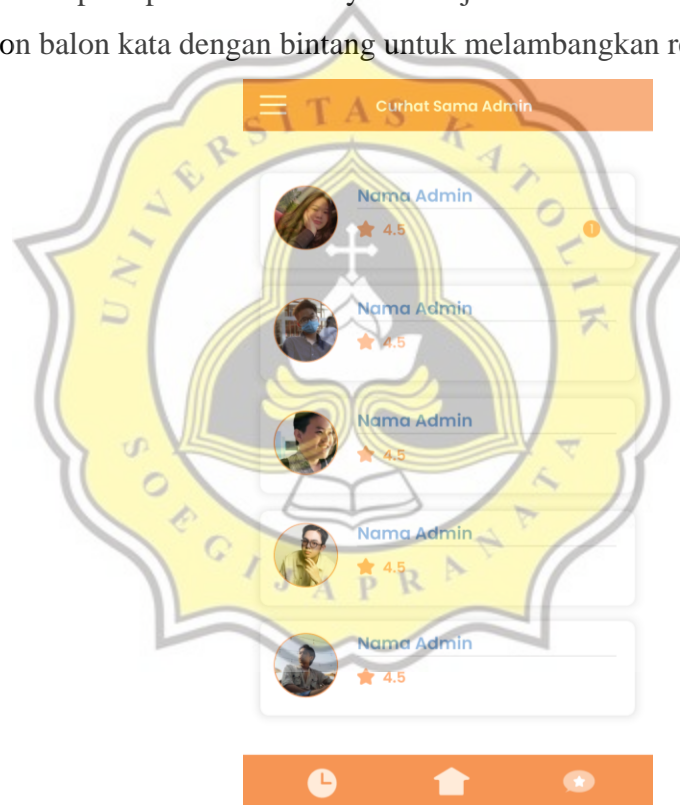 on balon kata dengan bintang untuk melambangkan
Curhat Sama Admin
Nama Admin
4.5
1
Nama Admin
4.5
Nama Admin
4.5
Nama Admin
4.5
Nama Admin
4.5
UNIVERSITAS KATOLIK
SOEGIJAPRANATA